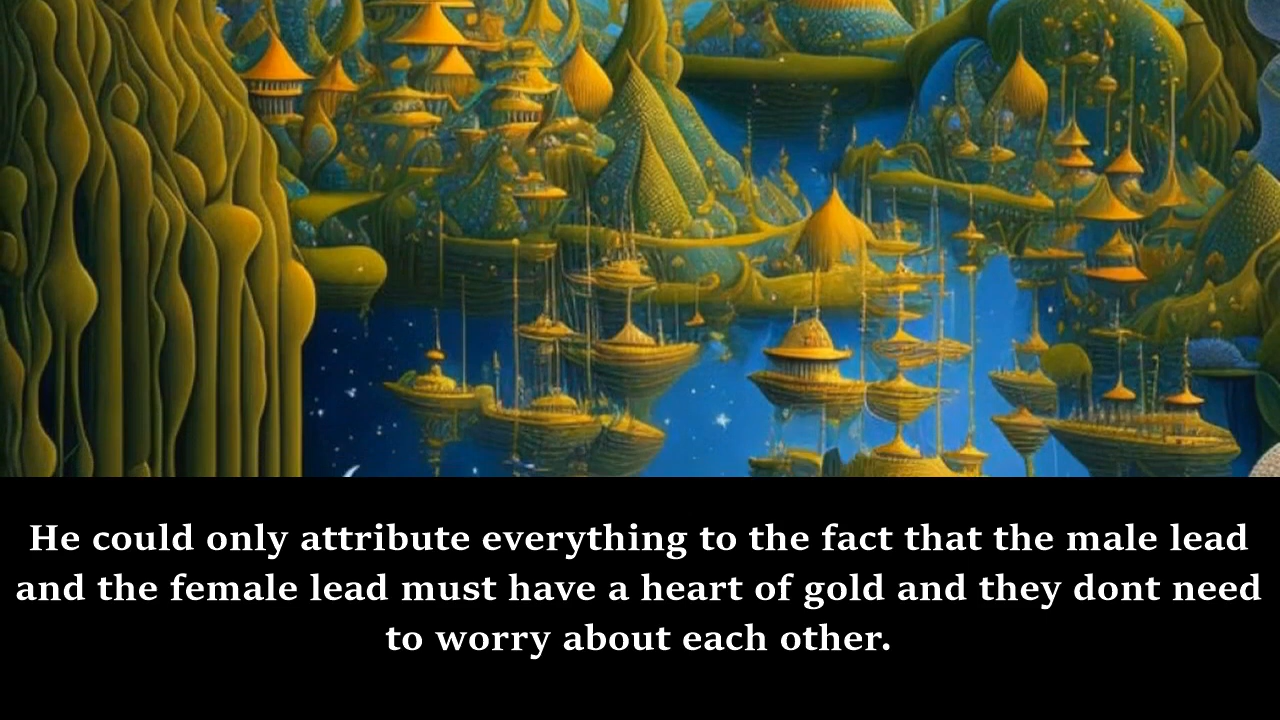 He could only attribute everything to the fact that the male lead
and the female lead must have a heart of gold and they dont need
to worry about each other.